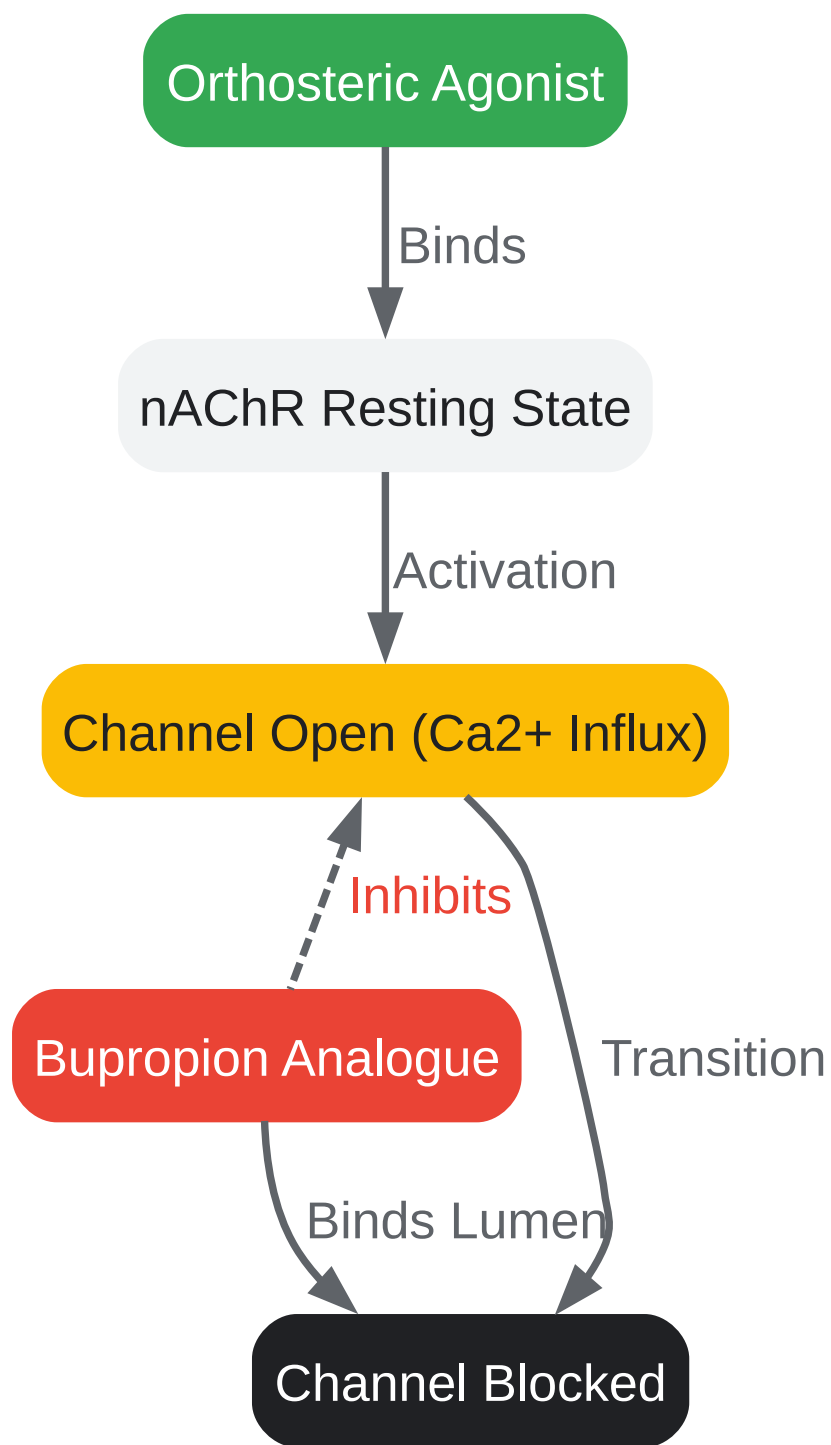 Orthosteric Agonist
Binds
nAChR Resting State
Activation
Channel Open (Ca2+ Influx)
Inhibits
Bupropion Analogue
Transition
Binds Lumen
Channel Blocked